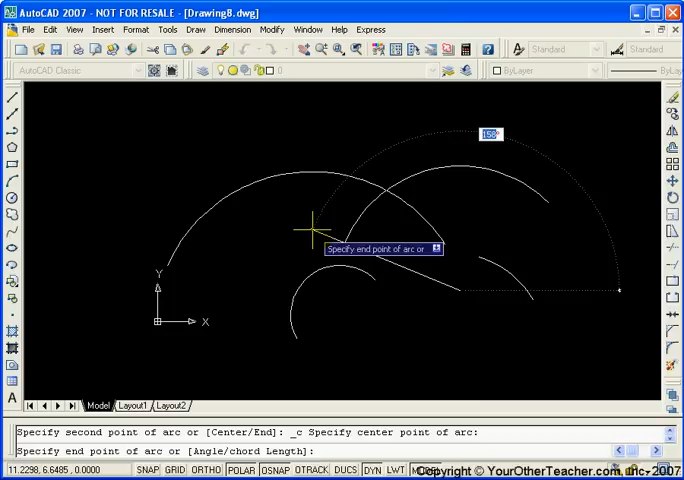 AutoCAD 2007 - NOT FOR RESALE - [Drawing8.dwg]
File Edit View Insert Format Tools Draw Dimension Modify Window Help Express
Standard Standard
AutoCAD Classic 0 ByLayer ByLay
158°
Specify end point of arc or
Y
X
A
Model Layout1 Layout2
Specify second point of arc or [Center/End]: _c Specify center point of arc:
Specify end point of arc or [Angle/chord Length]:
11.2298, 6.6485, 0.0000 SNAP GRID ORTHO POLAR OSNAP OTRACK DUCS DYN LWT MODEL
Copyright © YourOtherTeacher.com, Inc. 2007